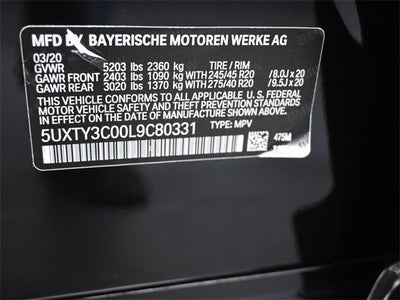 MFD BY BAYERISCHE MOTOREN WERKE AG
03/20
GVWR 5203 lbs 2360 kg TIRE / RIM
GAWR FRONT 2403 lbs 1090 kg WITH 245/45 R20 /8.0J x 20
GAWR REAR 3020 lbs 1370 kg WITH 275/40 R20 /9.5J x 20
THIS VEHICLE CONFORMS TO ALL APPLICABLE U.S. FEDERAL
MOTOR VEHICLE SAFETY AND THEFT PREVENTION STANDARDS
IN EFFECT ON THE DATE OF MANUFACTURE SHOWN ABOVE.
5UXTY3C00L9C80331
TYPE: MPV
475M